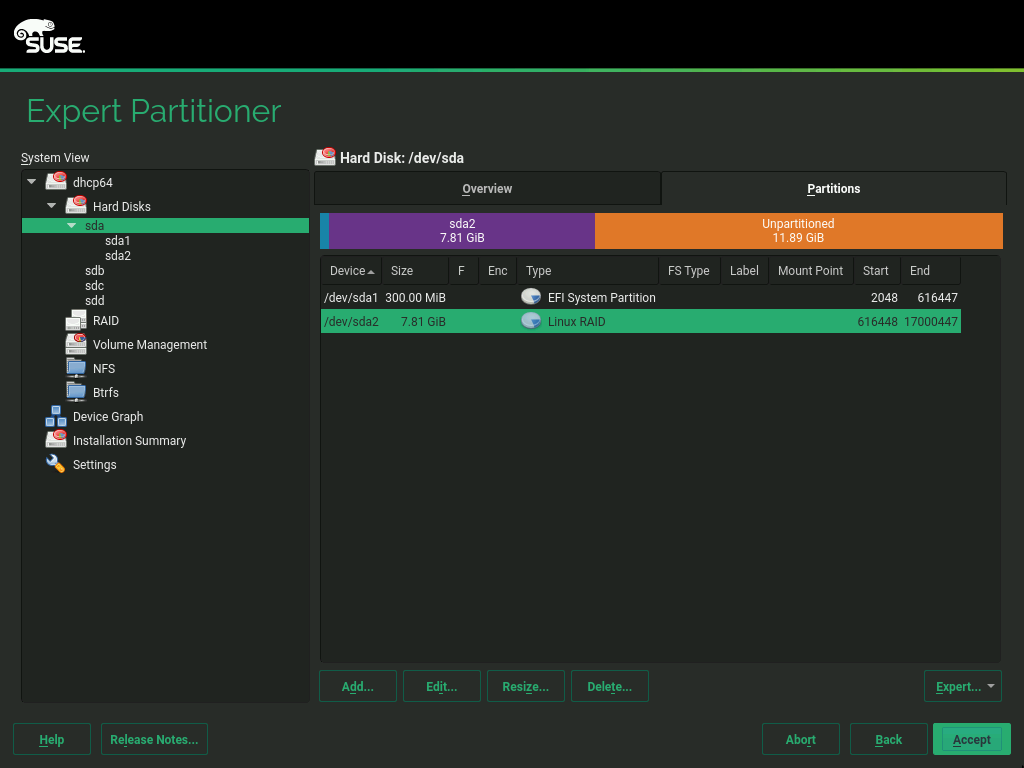 SUSE.
Expert Partitioner
System View
dhcp64
Hard Disks
sda
sda1
sda2
sdb
sdc
sdd
RAID
Volume Management
NFS
Btrfs
Device Graph
Installation Summary
Settings
Hard Disk: /dev/sda
Overview Partitions
sda2 Unpartitioned
7.81 GiB 11.89 GiB
Device Size F Enc Type FS Type Label Mount Point Start End
/dev/sda1 300.00 MiB EFI System Partition 2048 616447
/dev/sda2 7.81 GiB Linux RAID 616448 17000447
Add... Edit... Resize... Delete... Expert...
Help Release Notes... Abort Back Accept